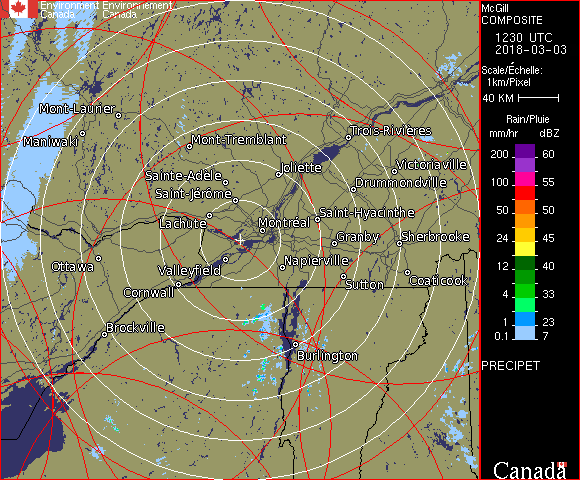 Environment Environnement
Canada Canada
McGill
COMPOSITE
1230 UTC
2018-03-03
Scale/Échelle:
1km/Pixel
40 KM
Rain/Pluie
mm/hr dBZ
200 60
55
100 55
50 50
24 45
12 40
4 33
1 23
0.1 7
PRECIPET
Canada
Mont-Laurier
Maniwaki
Mont-Tremblant
Trois-Rivières
Joliette
Victoriaville
Sainte-Adèle
Drummondville
Saint-Jérôme
Saint-Hyacinthe
Lachute
Montréal
Granby
Sherbrooke
Ottawa
Valleyfield
Napierville
Cornwall
Sutton
Coaticook
Brockville
Burlington